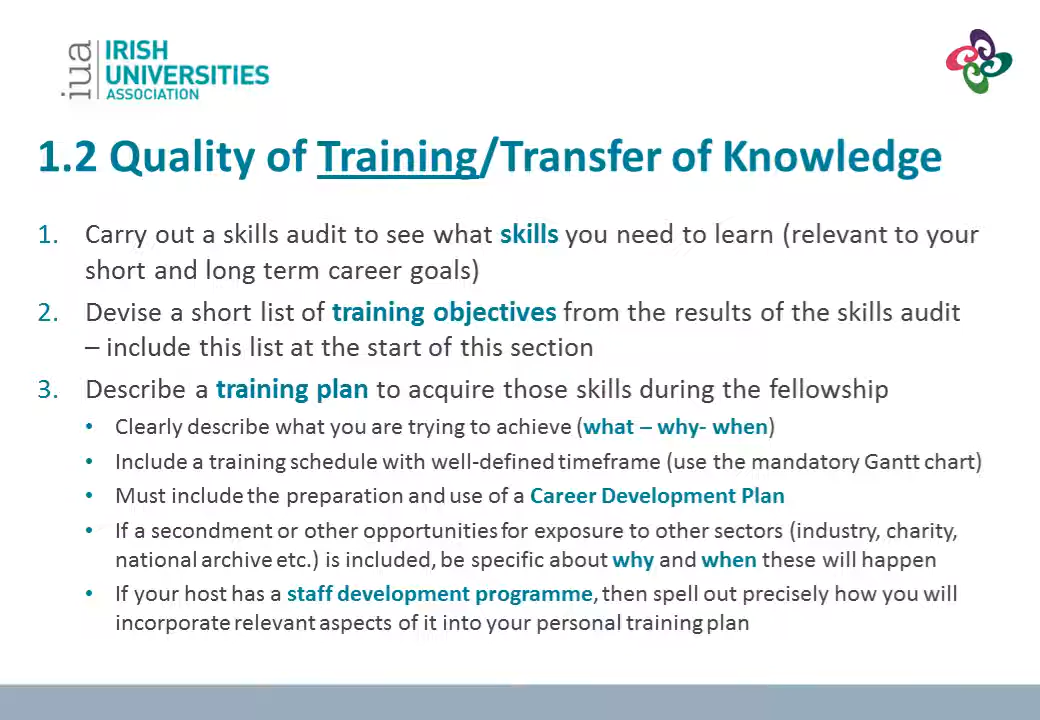 iua
IRISH
UNIVERSITIES
ASSOCIATION
1.2 Quality of Training/Transfer of Knowledge
1. Carry out a skills audit to see what skills you need to learn (relevant to your
short and long term career goals)
2. Devise a short list of training objectives from the results of the skills audit
– include this list at the start of this section
3. Describe a training plan to acquire those skills during the fellowship
• Clearly describe what you are trying to achieve (what – why- when)
• Include a training schedule with well-defined timeframe (use the mandatory Gantt chart)
• Must include the preparation and use of a Career Development Plan
• If a secondment or other opportunities for exposure to other sectors (industry, charity,
national archive etc.) is included, be specific about why and when these will happen
• If your host has a staff development programme, then spell out precisely how you will
incorporate relevant aspects of it into your personal training plan